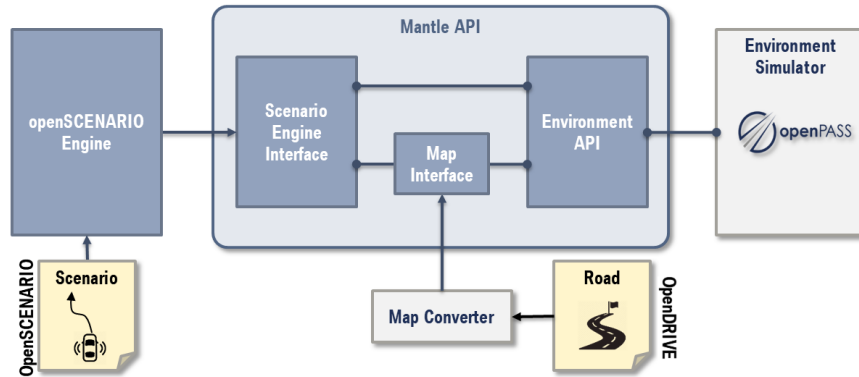 Mantle API
openSCENARIO
Engine
Scenario
Engine
Interface
Map
Interface
Environment
API
Environment
Simulator
openPASS
OpenSCENARIO
Scenario
Map Converter
Road
OpenDRIVE